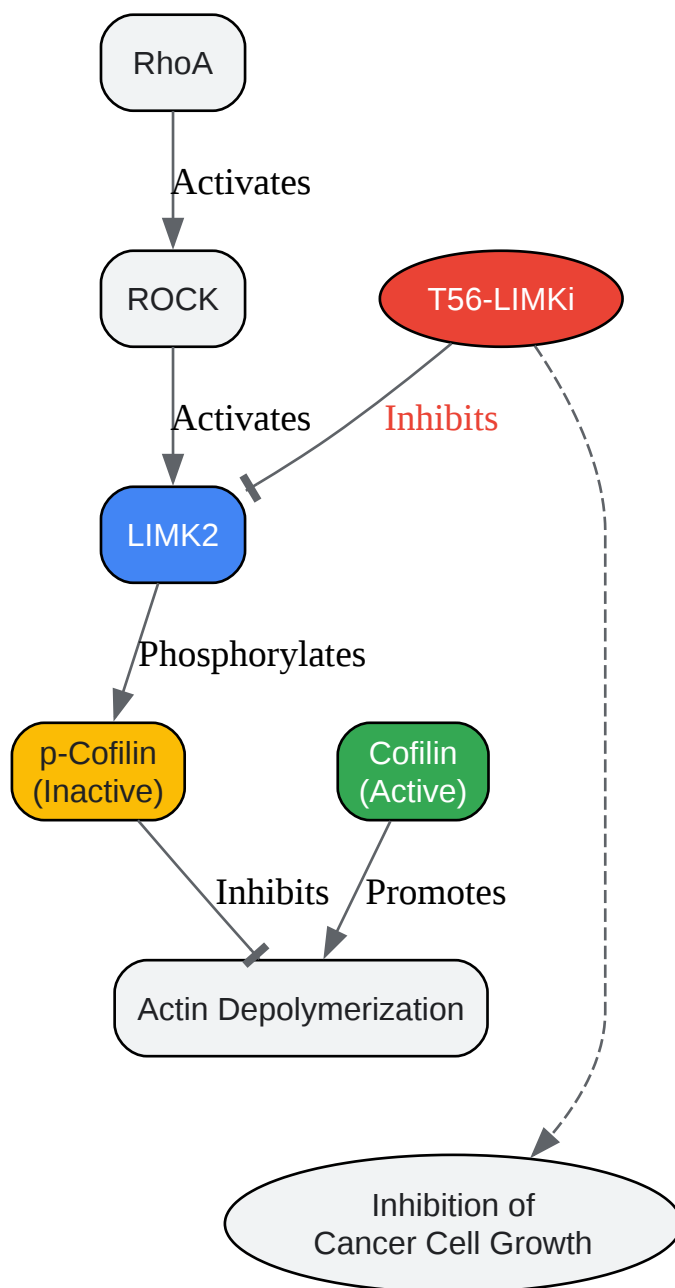 RhoA
Activates
ROCK
T56-LIMKi
Activates
Inhibits
LIMK2
Phosphorylates
p-Cofilin
(Inactive)
Cofilin
(Active)
Inhibits
Promotes
Actin Depolymerization
Inhibition of
Cancer Cell Growth